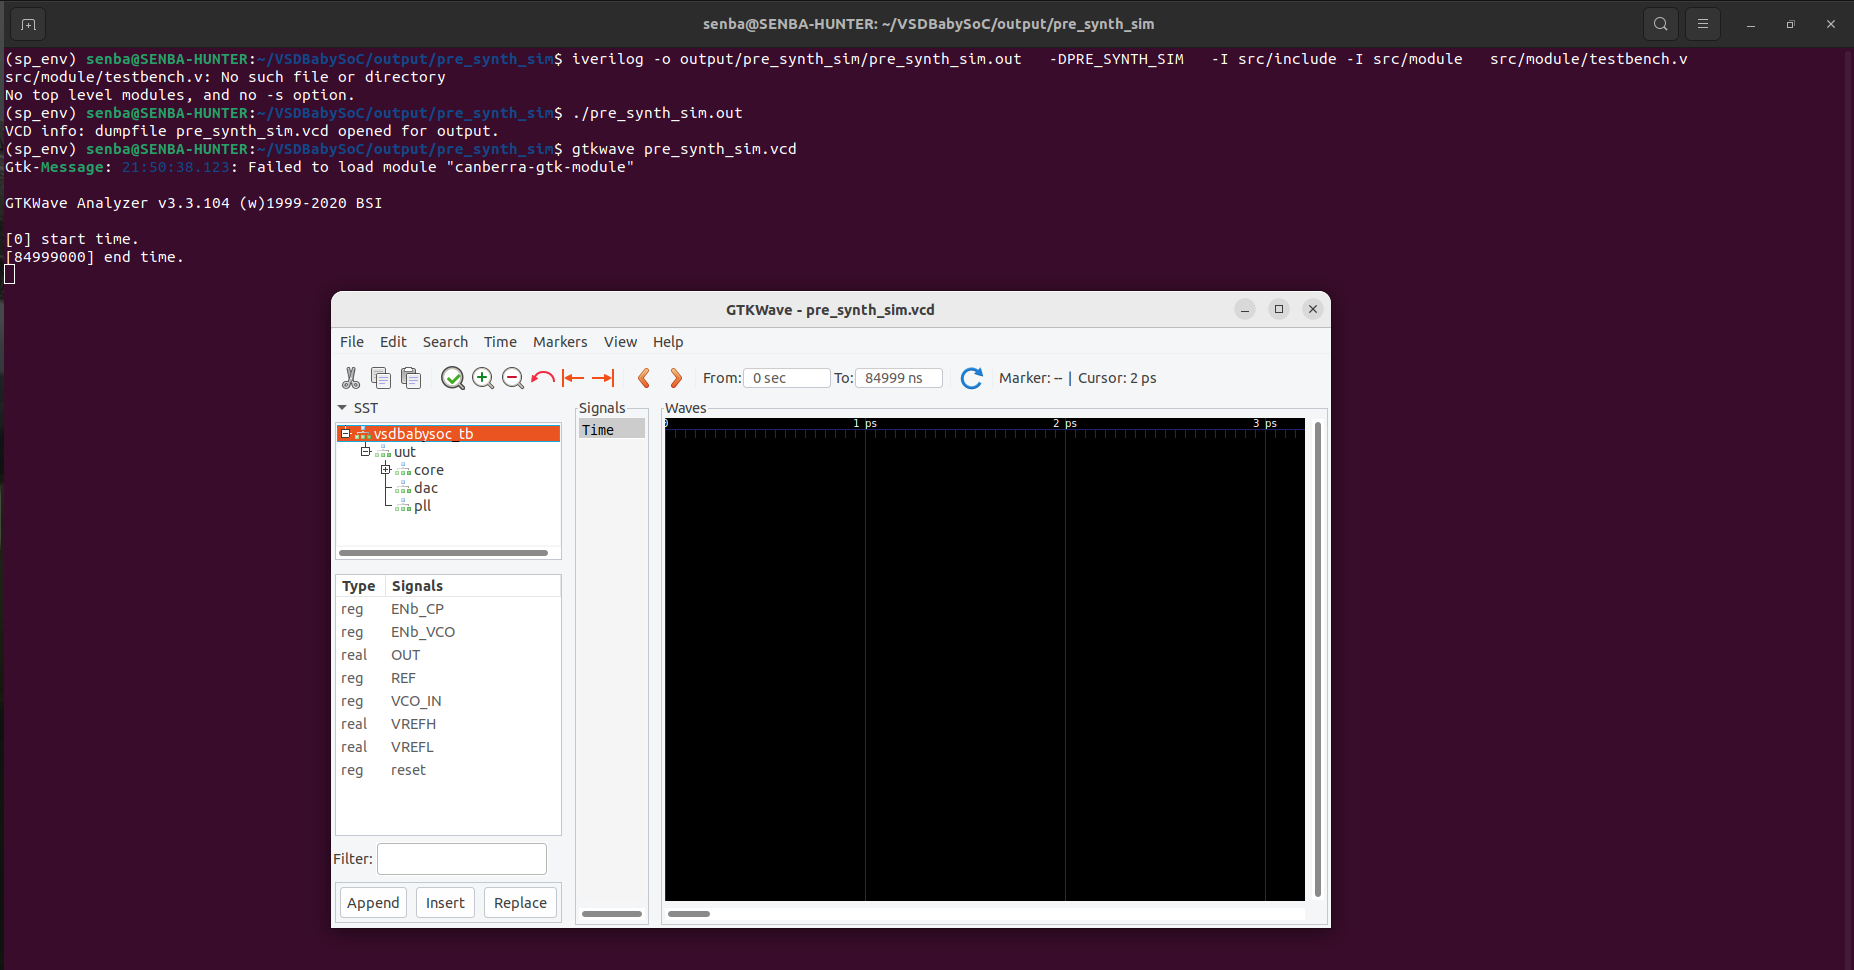 senba@SENBA-HUNTER: ~/VSDBabySoC/output/pre_synth_sim
(sp_env) senba@SENBA-HUNTER:~/VSDBabySoC/output/pre_synth_sim$ iverilog -o output/pre_synth_sim/pre_synth_sim.out   -DPRE_SYNTH_SIM   -I src/include -I src/module   src/module/testbench.v
src/module/testbench.v: No such file or directory
No top level modules, and no -s option.
(sp_env) senba@SENBA-HUNTER:~/VSDBabySoC/output/pre_synth_sim$ ./pre_synth_sim.out
VCD info: dumpfile pre_synth_sim.vcd opened for output.
(sp_env) senba@SENBA-HUNTER:~/VSDBabySoC/output/pre_synth_sim$ gtkwave pre_synth_sim.vcd
Gtk-Message: 21:50:38.123: Failed to load module "canberra-gtk-module"
GTKWave Analyzer v3.3.104 (w)1999-2020 BSI
[0] start time.
[84999000] end time.
GTKWave - pre_synth_sim.vcd
File Edit Search Time Markers View Help
From: 0 sec To: 84999 ns Marker: -- | Cursor: 2 ps
SST
vsdbabysoc_tb
uut
core
dac
pll
Type Signals
reg ENb_CP
reg ENb_VCO
real OUT
reg REF
reg VCO_IN
real VREFH
real VREFL
reg reset
Filter:
Append Insert Replace
Signals
Time
Waves
0 1 ps 2 ps 3 ps